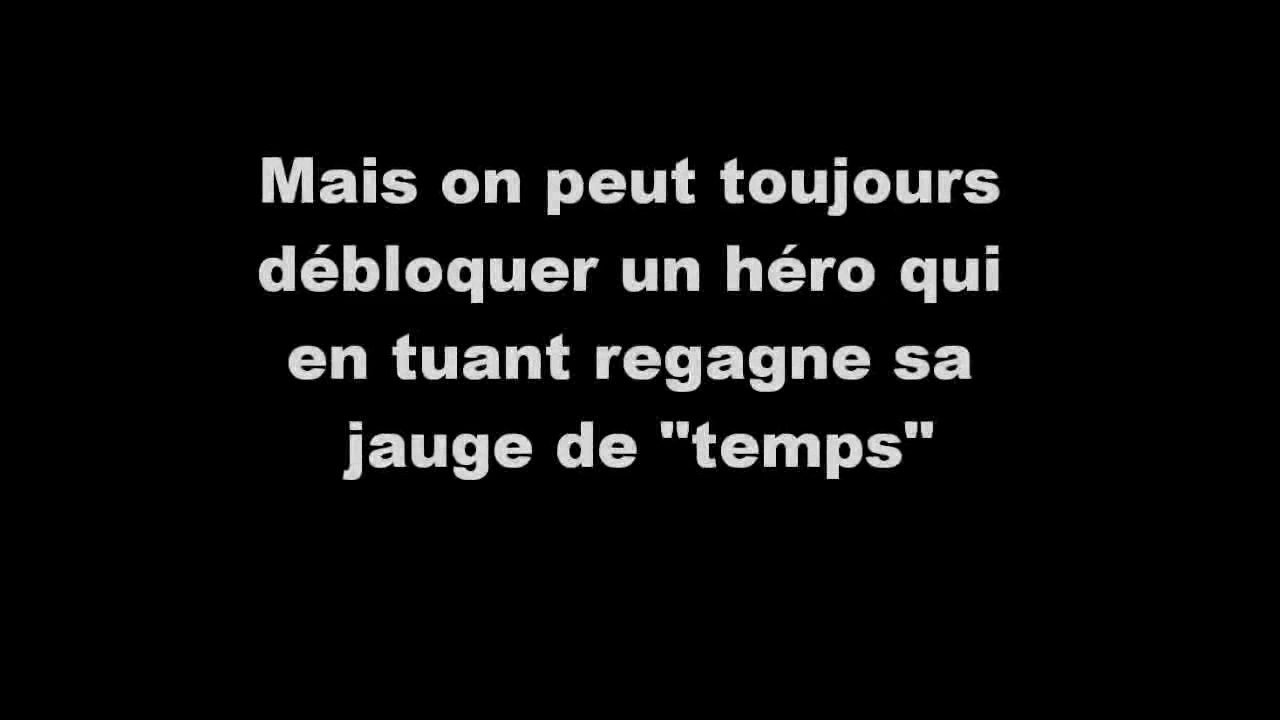 Mais on peut toujours
débloquer un héro qui
en tuant regagne sa
jauge de "temps"